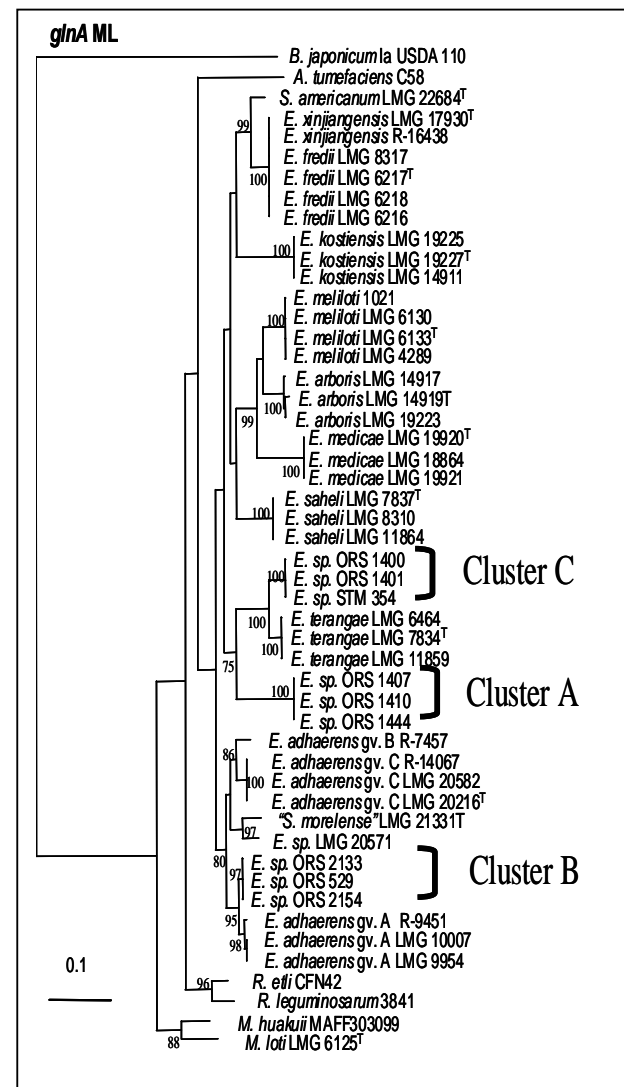 glnA ML
B. japonicum Ia USDA 110
A. tumefaciens C58
S. americanum LMG 22684T
99
E. xinjiangensis LMG 17930T
E. xinjiangensis R-16438
E. fredii LMG 8317
100
E. fredii LMG 6217T
E. fredii LMG 6218
E. fredii LMG 6216
E. kostiensis LMG 19225
100
E. kostiensis LMG 19227T
E. kostiensis LMG 14911
E. meliloti 1021
100
E. meliloti LMG 6130
E. meliloti LMG 6133T
E. meliloti LMG 4289
E. arboris LMG 14917
100
E. arboris LMG 14919T
E. arboris LMG 19223
99
E. medicae LMG 19920T
E. medicae LMG 18864
100
E. medicae LMG 19921
E. saheli LMG 7837T
100
E. saheli LMG 8310
E. saheli LMG 11864
E. sp. ORS 1400
100
E. sp. ORS 1401
Cluster C
E. sp. STM 354
100
E. terangae LMG 6464
E. terangae LMG 7834T
100
E. terangae LMG 11859
75
E. sp. ORS 1407
100
E. sp. ORS 1410
Cluster A
E. sp. ORS 1444
E. adhaerens gv. B R-7457
86
E. adhaerens gv. C R-14067
100
E. adhaerens gv. C LMG 20582
E. adhaerens gv. C LMG 20216T
"S. morelense" LMG 21331T
97
E. sp. LMG 20571
80
E. sp. ORS 2133
97
E. sp. ORS 529
Cluster B
E. sp. ORS 2154
95
E. adhaerens gv. A R-9451
98
E. adhaerens gv. A LMG 10007
E. adhaerens gv. A LMG 9954
0.1
96
R. etli CFN42
R. leguminosarum 3841
M. huakuii MAFF303099
88
M. loti LMG 6125T